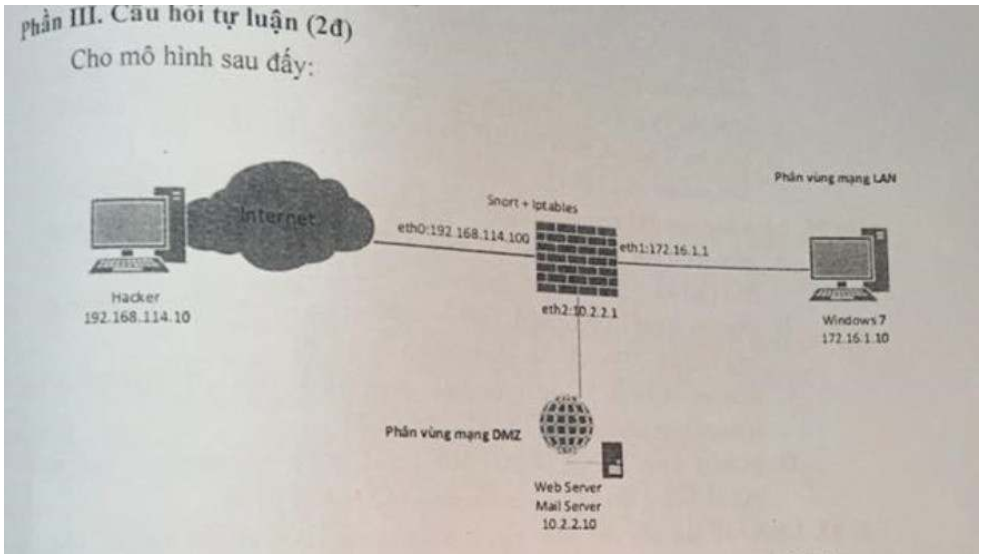 Phần III. Câu hỏi tự luận (2đ)
Cho mô hình sau đấy:
Phân vùng mạng LAN
Snort + Iptables
Internet
eth0:192.168.114.100
eth1:172.16.1.1
Hacker
192.168.114.10
eth2:10.2.2.1
Windows 7
172.16.1.10
Phân vùng mạng DMZ
Web Server
Mail Server
10.2.2.10